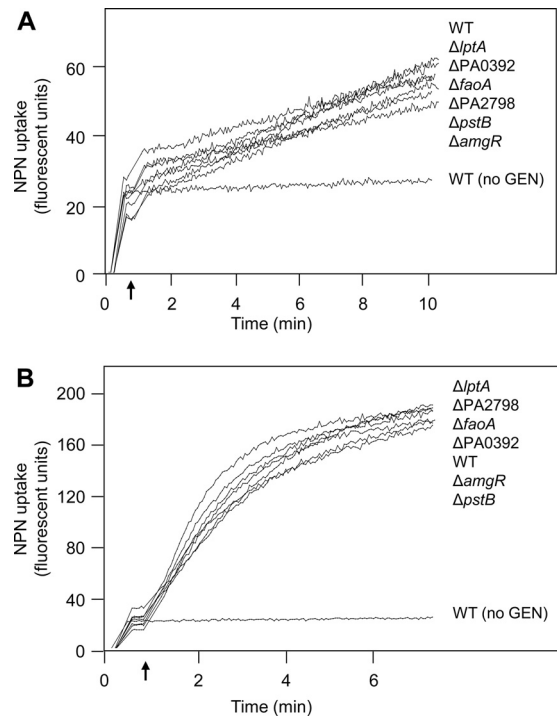 A
NPN uptake
(fluorescent units)
60
40
20
0
0 2 4 6 8 10
Time (min)
WT
ΔlptA
ΔPA0392
ΔfaoA
ΔPA2798
ΔpstB
ΔamgR
WT (no GEN)
B
NPN uptake
(fluorescent units)
200
160
120
80
40
0
0 2 4 6
Time (min)
ΔlptA
ΔPA2798
ΔfaoA
ΔPA0392
WT
ΔamgR
ΔpstB
WT (no GEN)